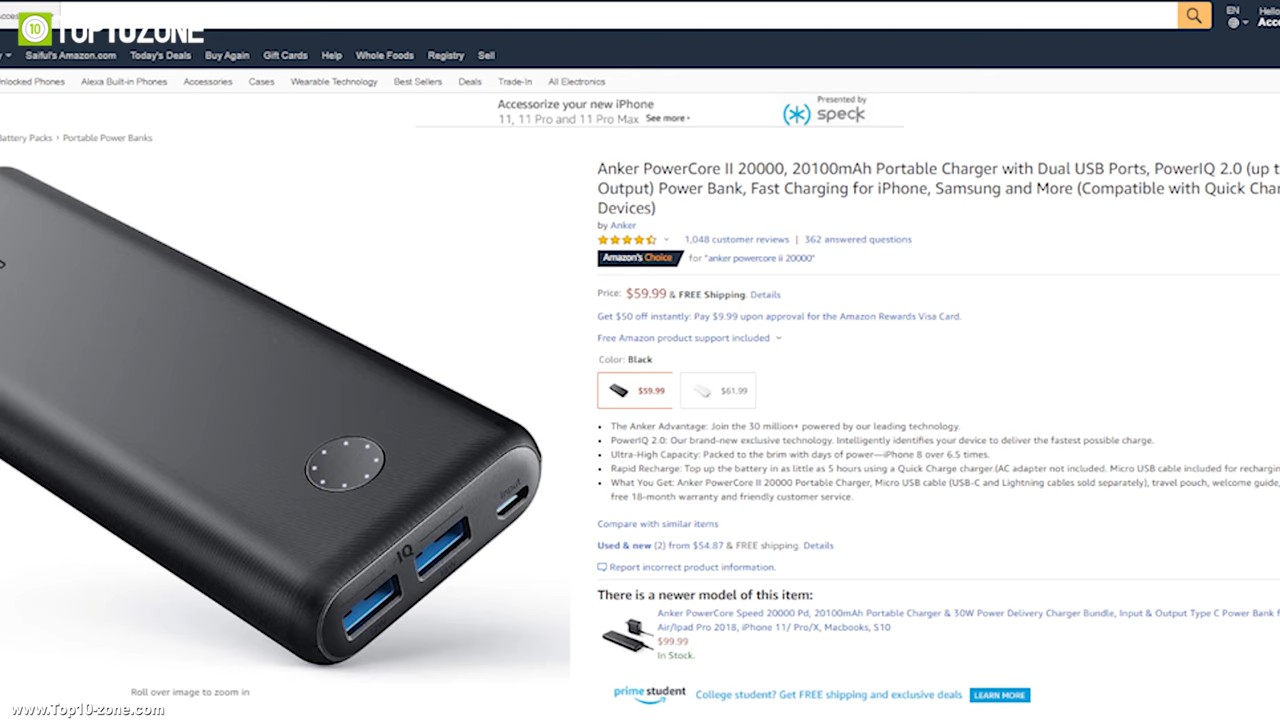 10 TOP10ZONE
EN
Hello
Saiful's Amazon.com Today's Deals Buy Again Gift Cards Help Whole Foods Registry Sell
Unlocked Phones Alexa Built-in Phones Accessories Cases Wearable Technology Best Sellers Deals Trade-In All Electronics
Accessorize your new iPhone
11, 11 Pro and 11 Pro Max See more ▸
Presented by
speck
Battery Packs › Portable Power Banks
Anker PowerCore II 20000, 20100mAh Portable Charger with Dual USB Ports, PowerIQ 2.0 (up to
Output) Power Bank, Fast Charging for iPhone, Samsung and More (Compatible with Quick Char
Devices)
by Anker
1,048 customer reviews | 362 answered questions
Amazon's Choice for "anker powercore ii 20000"
Price: $59.99 & FREE Shipping. Details
Get $50 off instantly: Pay $9.99 upon approval for the Amazon Rewards Visa Card.
Free Amazon product support included
Color: Black
$59.99 $61.99
• The Anker Advantage: Join the 30 million+ powered by our leading technology.
• PowerIQ 2.0: Our brand-new exclusive technology. Intelligently identifies your device to deliver the fastest possible charge.
• Ultra-High Capacity: Packed to the brim with days of power—iPhone 8 over 6.5 times.
• Rapid Recharge: Top up the battery in as little as 5 hours using a Quick Charge charger.(AC adapter not included. Micro USB cable included for rechargin
• What You Get: Anker PowerCore II 20000 Portable Charger, Micro USB cable (USB-C and Lightning cables sold separately), travel pouch, welcome guide,
free 18-month warranty and friendly customer service.
Input
IQ
Compare with similar items
Used & new (2) from $54.87 & FREE shipping. Details
Report incorrect product information.
There is a newer model of this item:
Anker PowerCore Speed 20000 Pd, 20100mAh Portable Charger & 30W Power Delivery Charger Bundle, Input & Output Type C Power Bank f
Air/Ipad Pro 2018, iPhone 11/ Pro/X, Macbooks, S10
$99.99
In Stock.
Roll over image to zoom in
prime student College student? Get FREE shipping and exclusive deals LEARN MORE
www.Top10-zone.com